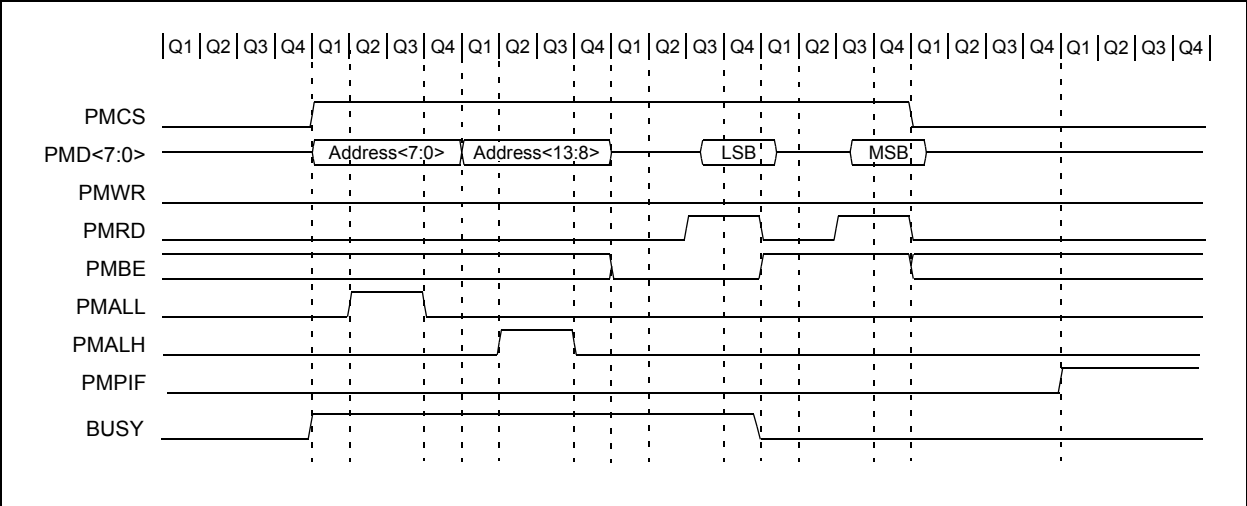 Q1 Q2 Q3 Q4 Q1 Q2 Q3 Q4 Q1 Q2 Q3 Q4 Q1 Q2 Q3 Q4 Q1 Q2 Q3 Q4 Q1 Q2 Q3 Q4 Q1 Q2 Q3 Q4
PMCS
PMD<7:0> Address<7:0> Address<13:8> LSB MSB
PMWR
PMRD
PMBE
PMALL
PMALH
PMPIF
BUSY